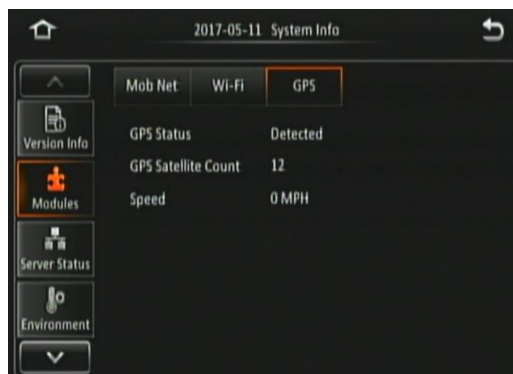 2017-05-11 System Info
Mob Net Wi-Fi GPS
Version Info
Modules
Server Status
Environment
GPS Status Detected
GPS Satellite Count 12
Speed 0 MPH